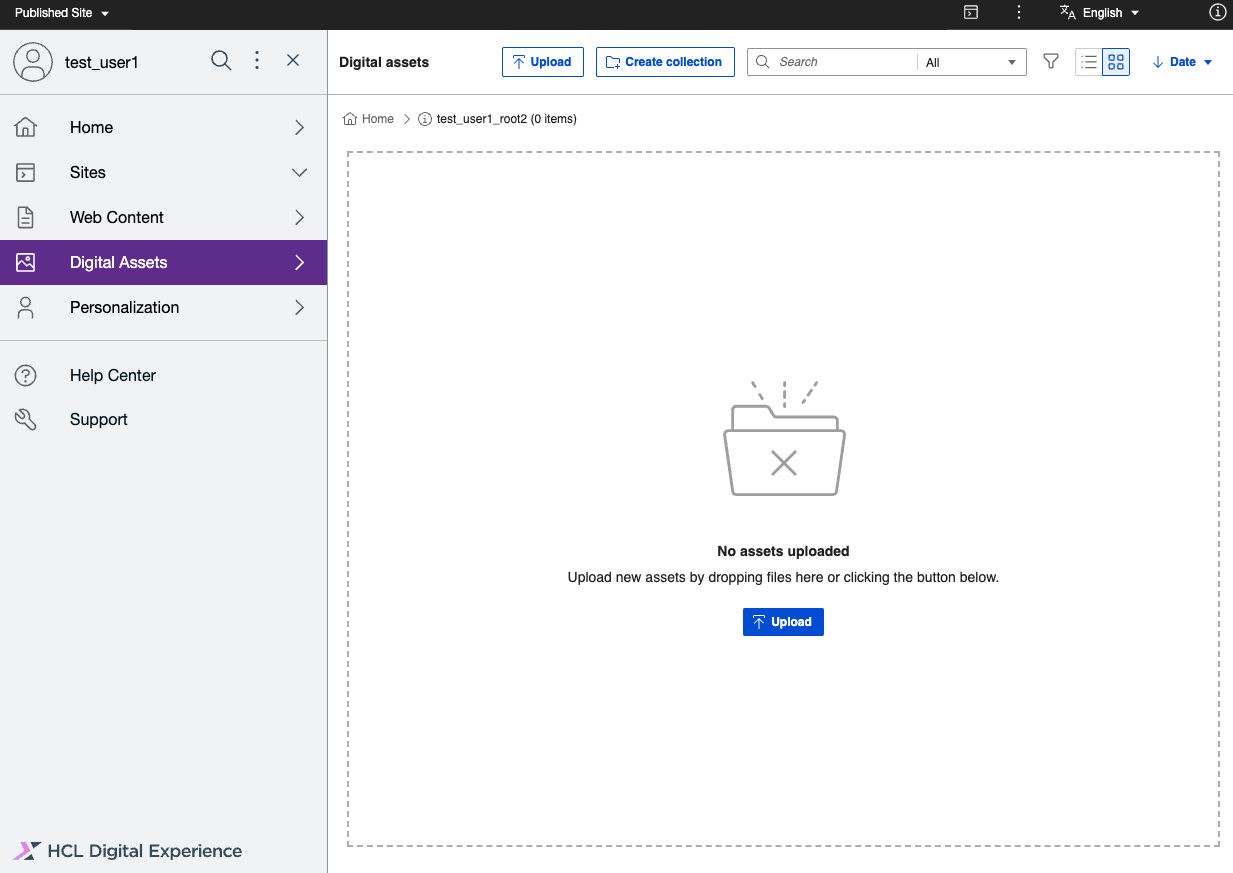 Published Site
English
test_user1
Digital assets
Upload
Create collection
Search
All
Date
Home
test_user1_root2 (0 items)
Home
Sites
Web Content
Digital Assets
Personalization
Help Center
Support
No assets uploaded
Upload new assets by dropping files here or clicking the button below.
Upload
HCL Digital Experience